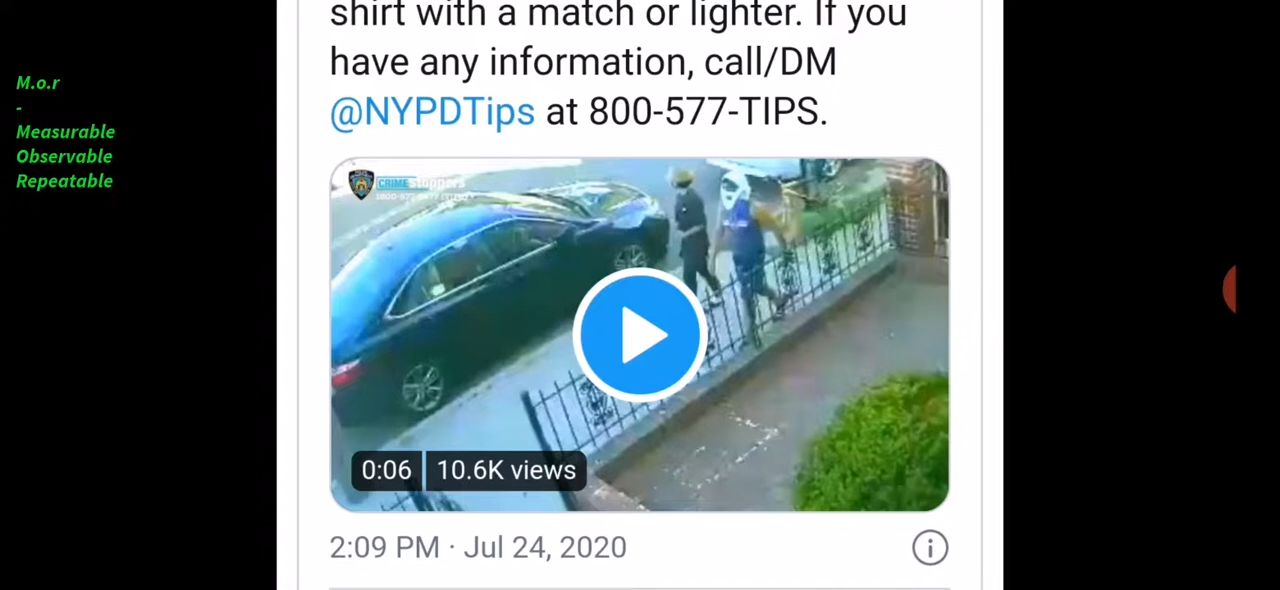 M.o.r
-
Measurable
Observable
Repeatable
shirt with a match or lighter. If you
have any information, call/DM
@NYPDTips at 800-577-TIPS.
CRIME Stoppers
0:06 10.6K views
2:09 PM · Jul 24, 2020